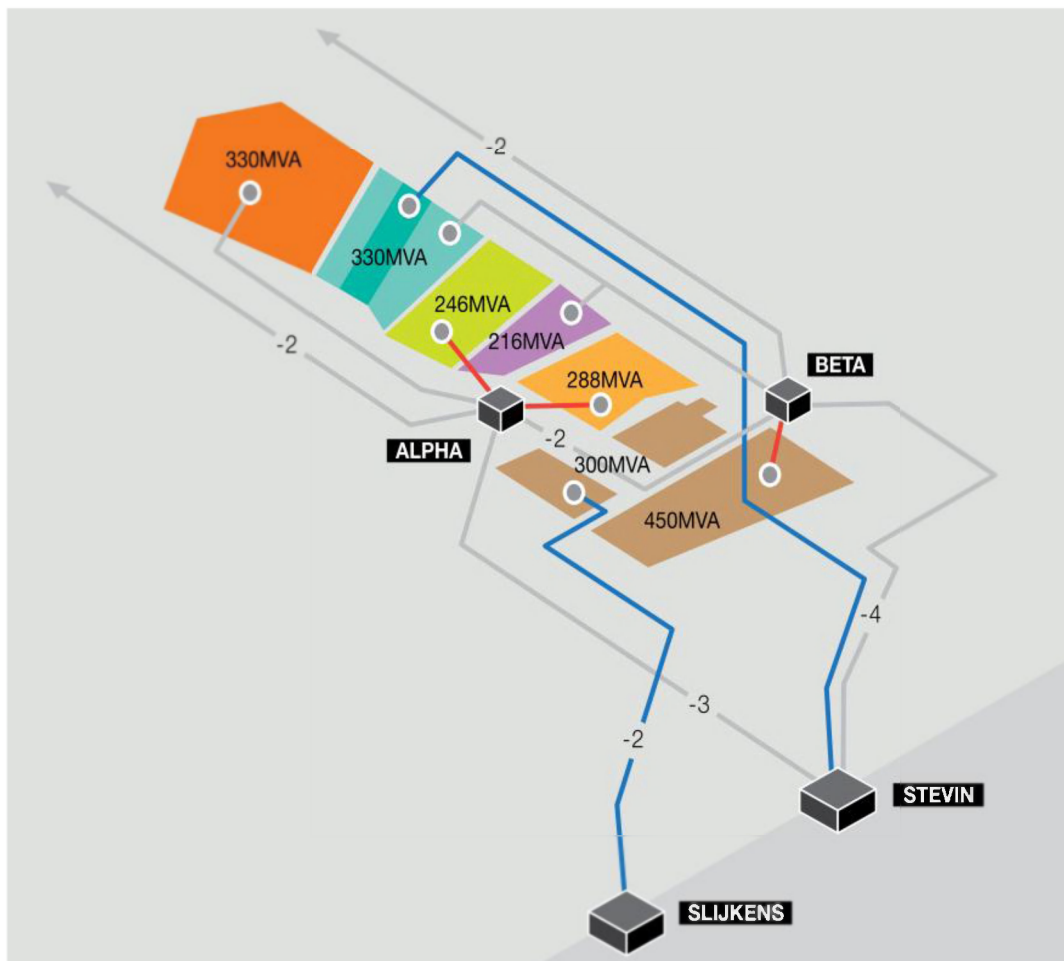 -2
330MVA
330MVA
246MVA
-2
216MVA
BETA
288MVA
-2
ALPHA
300MVA
450MVA
-4
-3
-2
STEVIN
SLIJKENS